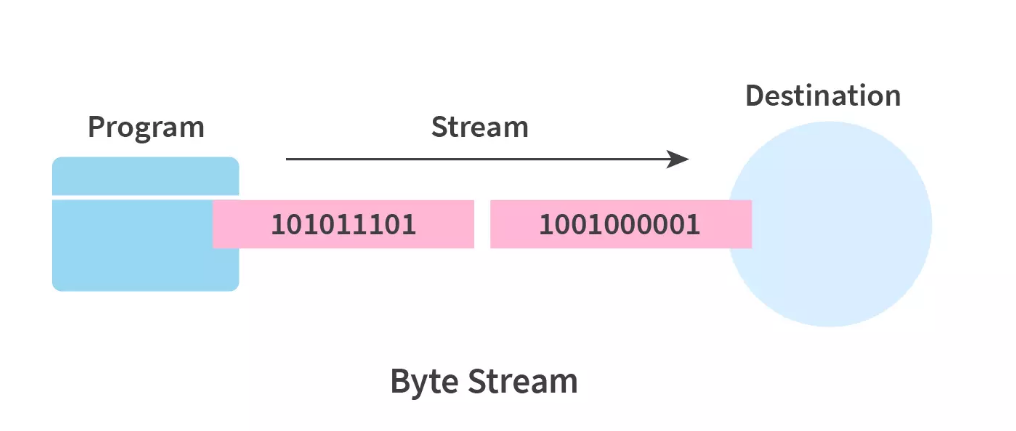 Destination
Program
Stream
101011101
1001000001
Byte Stream